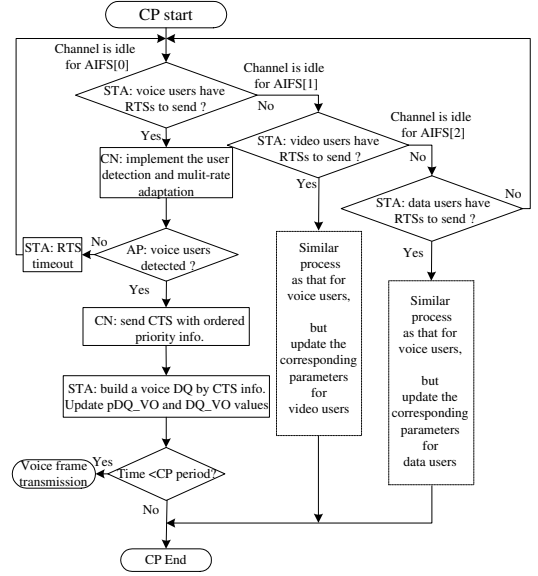 CP start
Channel is idle
for AIFS[0]
STA: voice users have
RTSs to send ?
Channel is idle
for AIFS[1]
No
Yes
CN: implement the user
detection and mulit-rate
adaptation
STA: video users have
RTSs to send ?
Channel is idle
for AIFS[2]
No
Yes
STA: data users have
RTSs to send ?
No
Yes
STA: RTS
timeout
No
AP: voice users
detected ?
Yes
CN: send CTS with ordered
priority info.
STA: build a voice DQ by CTS info.
Update pDQ_VO and DQ_VO values
Voice frame
transmission
Yes
Time <CP period?
No
CP End
Similar
process
as that for
voice users,
but
update the
corresponding
parameters
for
video users
Similar
process
as that for
voice users,
but
update the
corresponding
parameters
for
data users